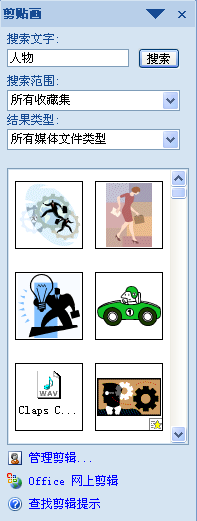 剪贴画
搜索文字:
人物
搜索
搜索范围:
所有收藏集
结果类型:
所有媒体文件类型
1
WAV
Claps C...
管理剪辑...
Office 网上剪辑
查找剪辑提示